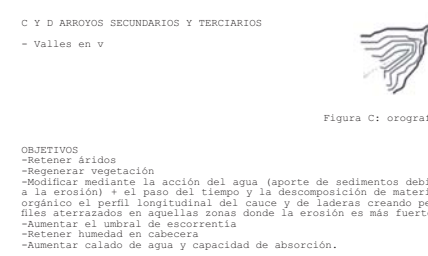 C Y D ARROYOS SECUNDARIOS Y TERCIARIOS
- Valles en v
Figura C: orograf
OBJETIVOS
-Retener áridos
-Regenerar vegetación
-Modificar mediante la acción del agua (aporte de sedimentos debi
a la erosión) + el paso del tiempo y la descomposición de materi
orgánico el perfil longitudinal del cauce y de laderas creando pe
files aterrazados en aquellas zonas donde la erosión es más fuert
-Aumentar el umbral de escorrentía
-Retener humedad en cabecera
-Aumentar calado de agua y capacidad de absorción.